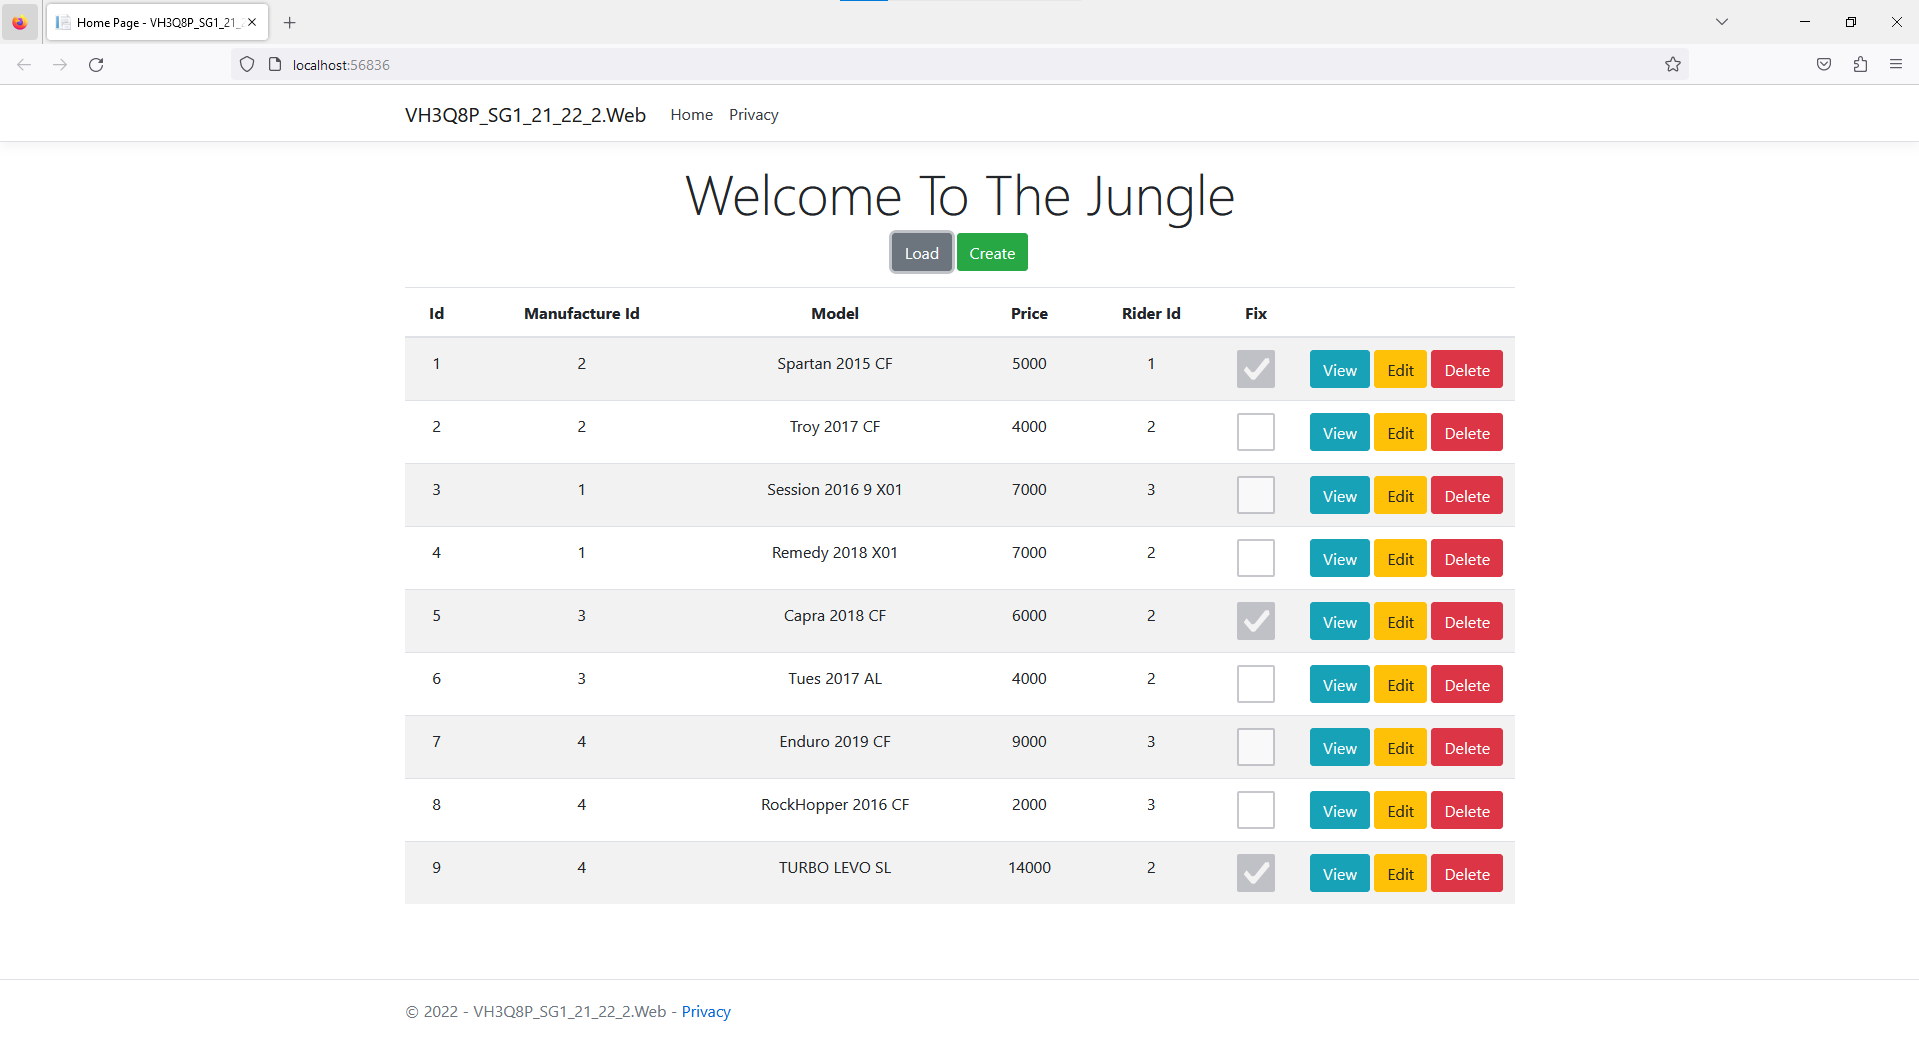 Home Page - VH3Q8P_SG1_21_2
localhost:56836
VH3Q8P_SG1_21_22_2.Web Home Privacy
Welcome To The Jungle
Load Create
Id Manufacture Id Model Price Rider Id Fix
1 2 Spartan 2015 CF 5000 1 View Edit Delete
2 2 Troy 2017 CF 4000 2 View Edit Delete
3 1 Session 2016 9 X01 7000 3 View Edit Delete
4 1 Remedy 2018 X01 7000 2 View Edit Delete
5 3 Capra 2018 CF 6000 2 View Edit Delete
6 3 Tues 2017 AL 4000 2 View Edit Delete
7 4 Enduro 2019 CF 9000 3 View Edit Delete
8 4 RockHopper 2016 CF 2000 3 View Edit Delete
9 4 TURBO LEVO SL 14000 2 View Edit Delete
© 2022 - VH3Q8P_SG1_21_22_2.Web - Privacy